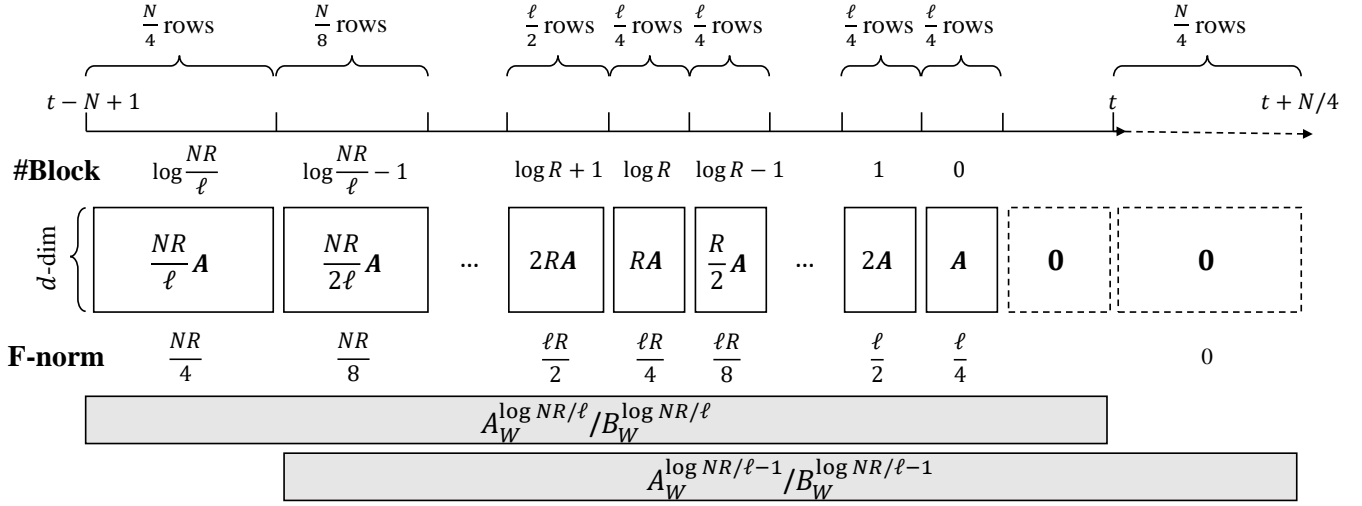 N/4 rows N/8 rows ℓ/2 rows ℓ/4 rows ℓ/4 rows ℓ/4 rows ℓ/4 rows N/4 rows
t − N + 1 t t + N/4
#Block log NR/ℓ log NR/ℓ − 1 log R + 1 log R log R − 1 1 0
d-dim NR/ℓ A NR/2ℓ A ... 2RA RA R/2 A ... 2A A 0 0
F-norm NR/4 NR/8 ℓR/2 ℓR/4 ℓR/8 ℓ/2 ℓ/4 0
A_W^{log NR/ℓ}/B_W^{log NR/ℓ}
A_W^{log NR/ℓ−1}/B_W^{log NR/ℓ−1}